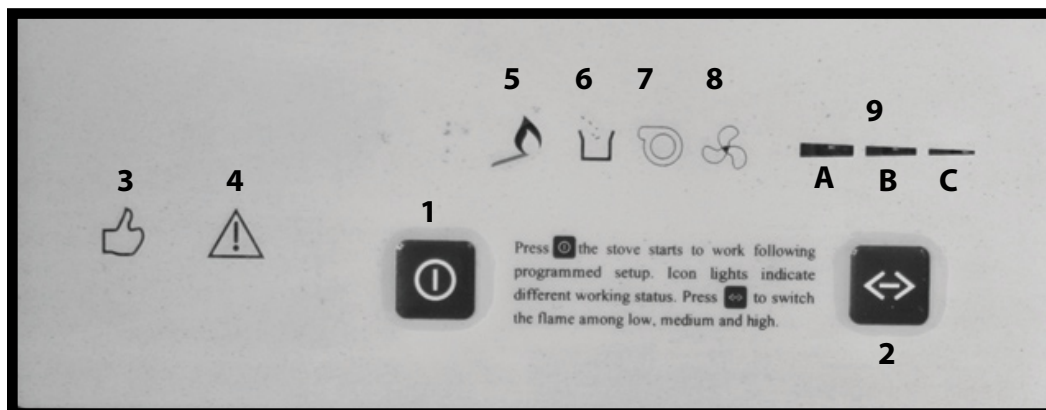 5 6 7 8
9
A B C
3 4
1
Press the stove starts to work following
programmed setup. Icon lights indicate
different working status. Press to switch
the flame among low, medium and high.
2